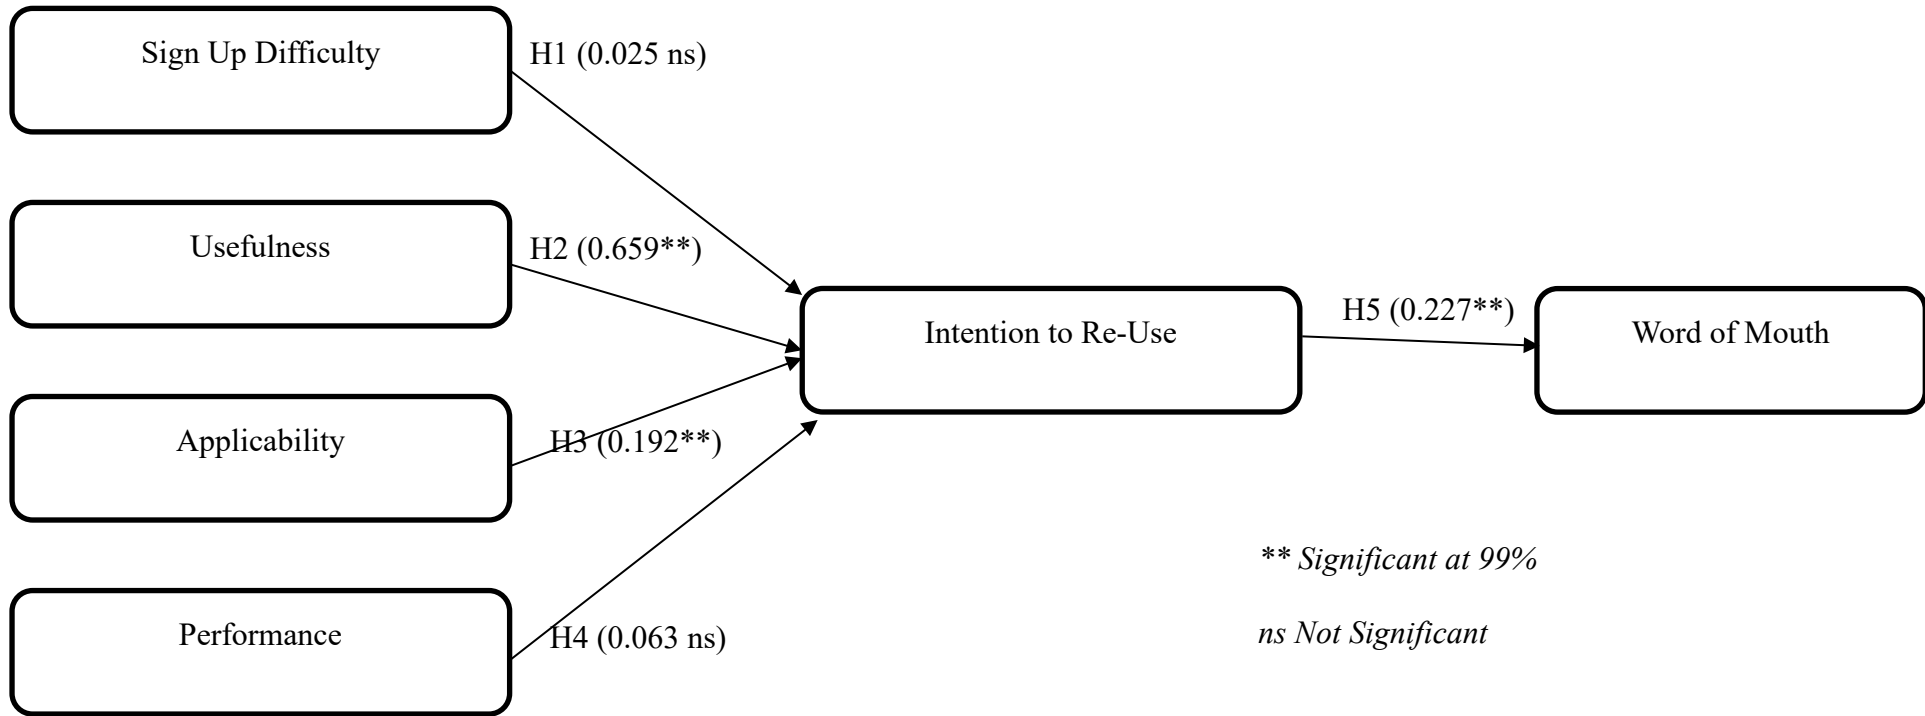 Sign Up Difficulty
H1 (0.025 ns)
Usefulness
H2 (0.659**)
Intention to Re-Use
H5 (0.227**)
Word of Mouth
Applicability
H3 (0.192**)
** Significant at 99%
Performance
H4 (0.063 ns)
ns Not Significant